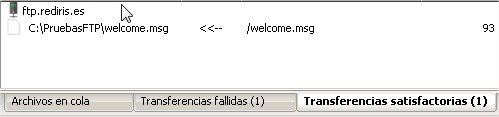 ftp.rediris.es
C:\PruebasFTP\welcome.msg <<-- /welcome.msg 93
Archivos en cola Transferencias fallidas (1) Transferencias satisfactorias (1)